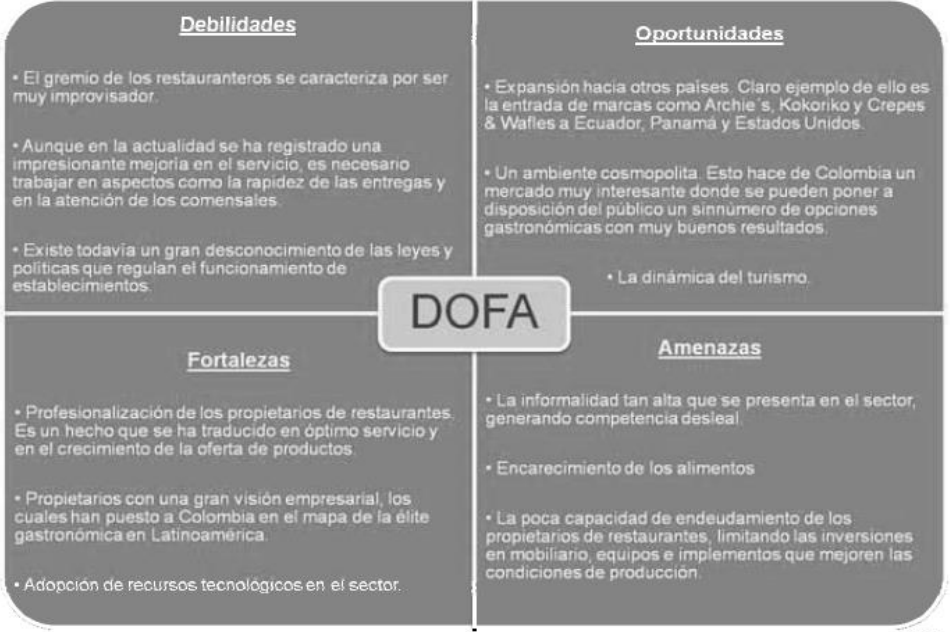 Debilidades
• El gremio de los restauranteros se caracteriza por ser
muy improvisador.
• Aunque en la actualidad se ha registrado una
impresionante mejoría en el servicio, es necesario
trabajar en aspectos como la rapidez de las entregas y
en la atención de los comensales.
• Existe todavía un gran desconocimiento de las leyes y
políticas que regulan el funcionamiento de
establecimientos.
Oportunidades
• Expansión hacia otros países. Claro ejemplo de ello es
la entrada de marcas como Archie´s, Kokoriko y Crepes
& Wafles a Ecuador, Panamá y Estados Unidos.
• Un ambiente cosmopolita. Esto hace de Colombia un
mercado muy interesante donde se pueden poner a
disposición del público un sinnúmero de opciones
gastronómicas con muy buenos resultados.
• La dinámica del turismo.
DOFA
Fortalezas
• Profesionalización de los propietarios de restaurantes.
Es un hecho que se ha traducido en óptimo servicio y
en el crecimiento de la oferta de productos.
• Propietarios con una gran visión empresarial, los
cuales han puesto a Colombia en el mapa de la élite
gastronómica en Latinoamérica.
• Adopción de recursos tecnológicos en el sector.
Amenazas
• La informalidad tan alta que se presenta en el sector,
generando competencia desleal.
• Encarecimiento de los alimentos
• La poca capacidad de endeudamiento de los
propietarios de restaurantes, limitando las inversiones
en mobiliario, equipos e implementos que mejoren las
condiciones de producción.